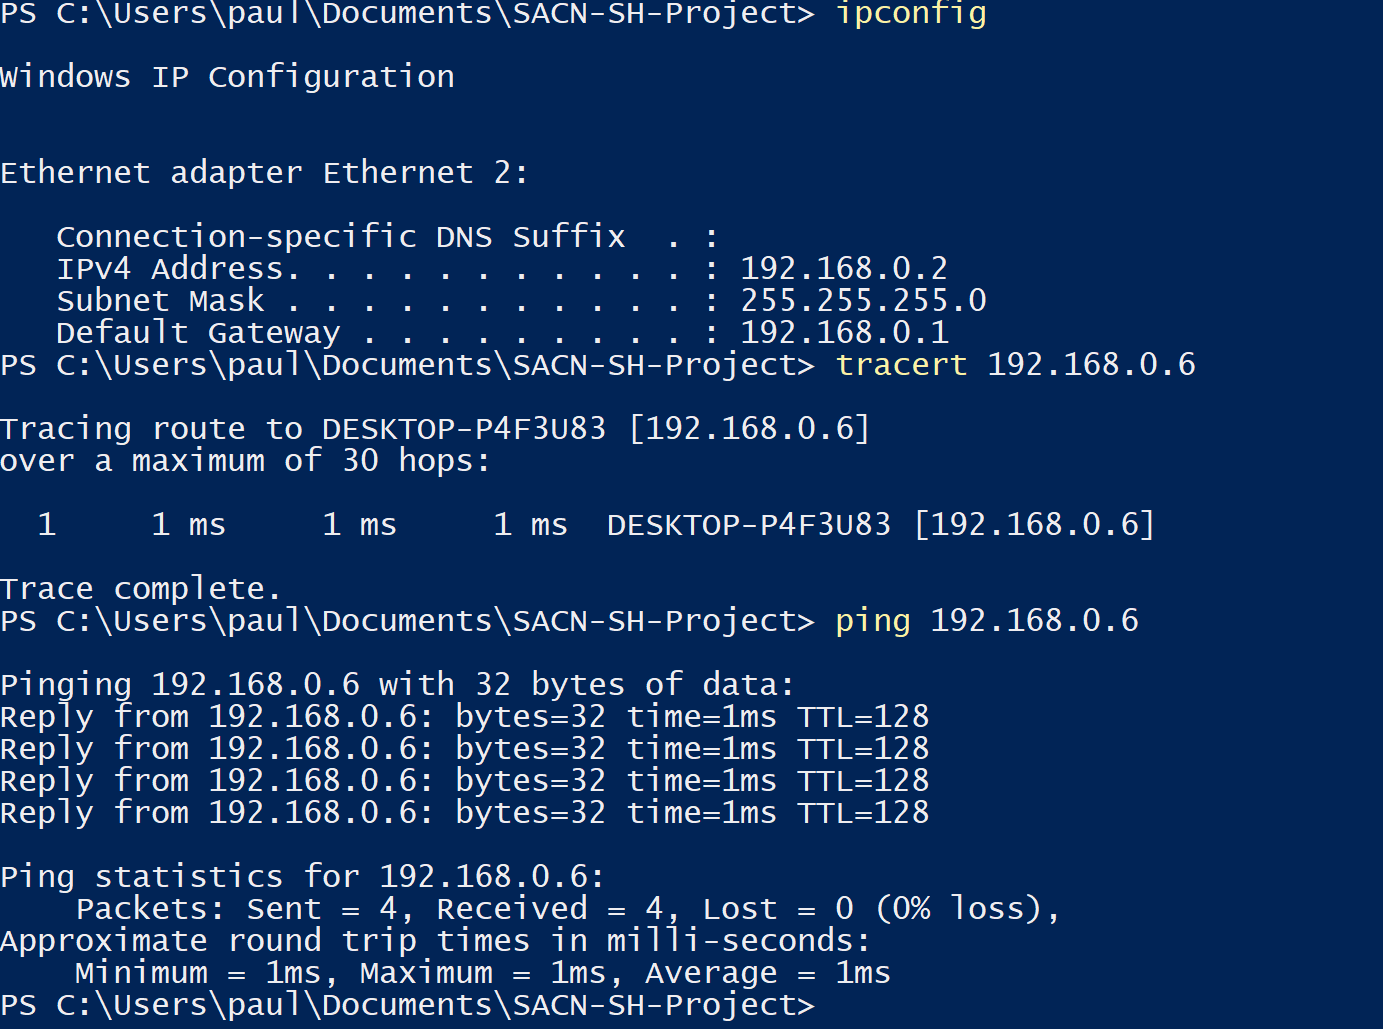 PS C:\Users\paul\Documents\SACN-SH-Project> ipconfig
Windows IP Configuration
Ethernet adapter Ethernet 2:
   Connection-specific DNS Suffix  . :
   IPv4 Address. . . . . . . . . . . : 192.168.0.2
   Subnet Mask . . . . . . . . . . . : 255.255.255.0
   Default Gateway . . . . . . . . . : 192.168.0.1
PS C:\Users\paul\Documents\SACN-SH-Project> tracert 192.168.0.6
Tracing route to DESKTOP-P4F3U83 [192.168.0.6]
over a maximum of 30 hops:
  1     1 ms     1 ms     1 ms  DESKTOP-P4F3U83 [192.168.0.6]
Trace complete.
PS C:\Users\paul\Documents\SACN-SH-Project> ping 192.168.0.6
Pinging 192.168.0.6 with 32 bytes of data:
Reply from 192.168.0.6: bytes=32 time=1ms TTL=128
Reply from 192.168.0.6: bytes=32 time=1ms TTL=128
Reply from 192.168.0.6: bytes=32 time=1ms TTL=128
Reply from 192.168.0.6: bytes=32 time=1ms TTL=128
Ping statistics for 192.168.0.6:
    Packets: Sent = 4, Received = 4, Lost = 0 (0% loss),
Approximate round trip times in milli-seconds:
    Minimum = 1ms, Maximum = 1ms, Average = 1ms
PS C:\Users\paul\Documents\SACN-SH-Project>